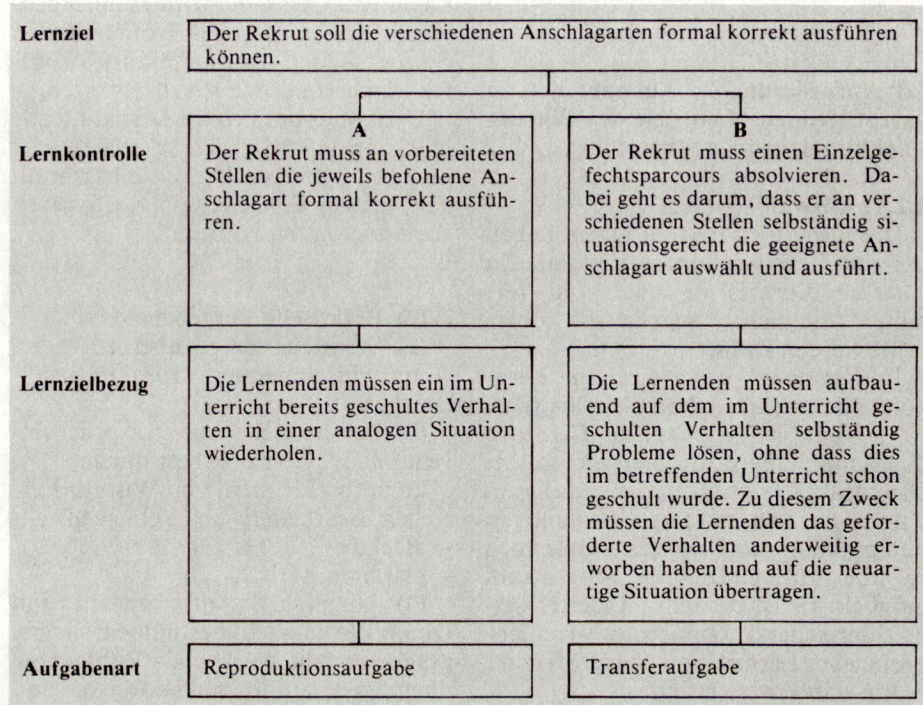 Lernziel
Der Rekrut soll die verschiedenen Anschlagarten formal korrekt ausführen
können.
Lernkontrolle
A
Der Rekrut muss an vorbereiteten
Stellen die jeweils befohlene An-
schlagart formal korrekt ausfüh-
ren.
B
Der Rekrut muss einen Einzelge-
fechtsparcours absolvieren. Da-
bei geht es darum, dass er an ver-
schiedenen Stellen selbständig si-
tuationsgerecht die geeignete An-
schlagart auswählt und ausführt.
Lernzielbezug
Die Lernenden müssen ein im Un-
terricht bereits geschultes Verhal-
ten in einer analogen Situation
wiederholen.
Die Lernenden müssen aufbau-
end auf dem im Unterricht ge-
schulten Verhalten selbständig
Probleme lösen, ohne dass dies
im betreffenden Unterricht schon
geschult wurde. Zu diesem Zweck
müssen die Lernenden das gefor-
derte Verhalten anderweitig er-
worben haben und auf die neuar-
tige Situation übertragen.
Aufgabenart
Reproduktionsaufgabe
Transferaufgabe